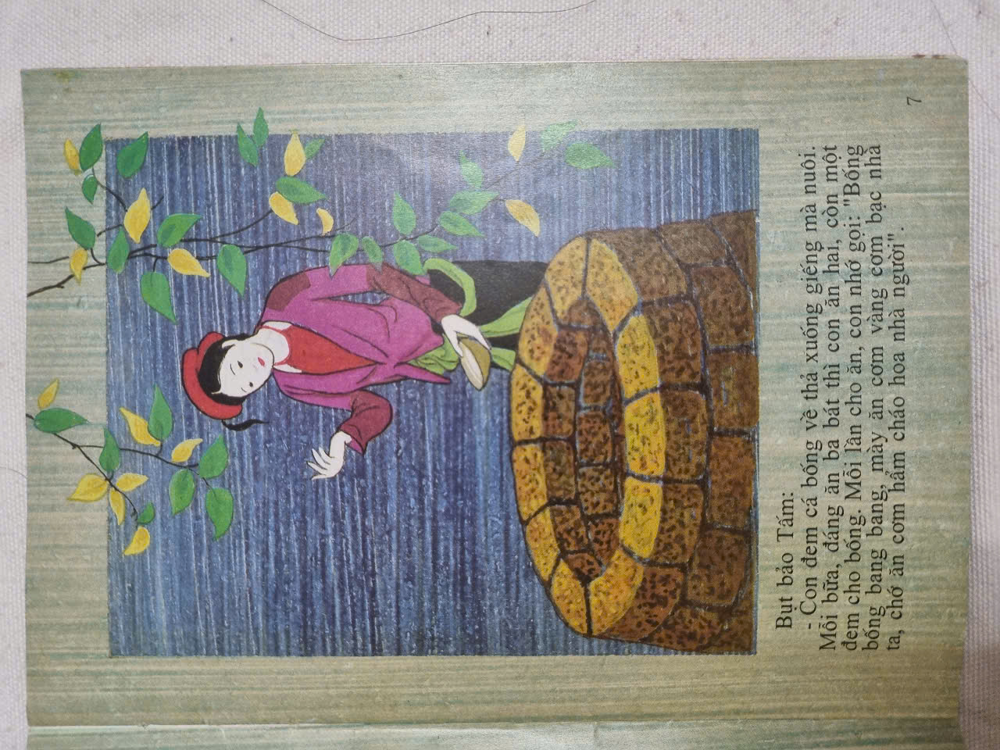 Bụt bảo Tấm:
- Con đem cá bống về thả xuống giếng mà nuôi.
Mỗi bữa, đáng ăn ba bát thì con ăn hai, còn một
đem cho bống. Mỗi lần cho ăn, con nhớ gọi: "Bống
bống bang bang, mày ăn cơm vàng cơm bạc nhà
ta, chớ ăn cơm hẩm cháo hoa nhà người".
7